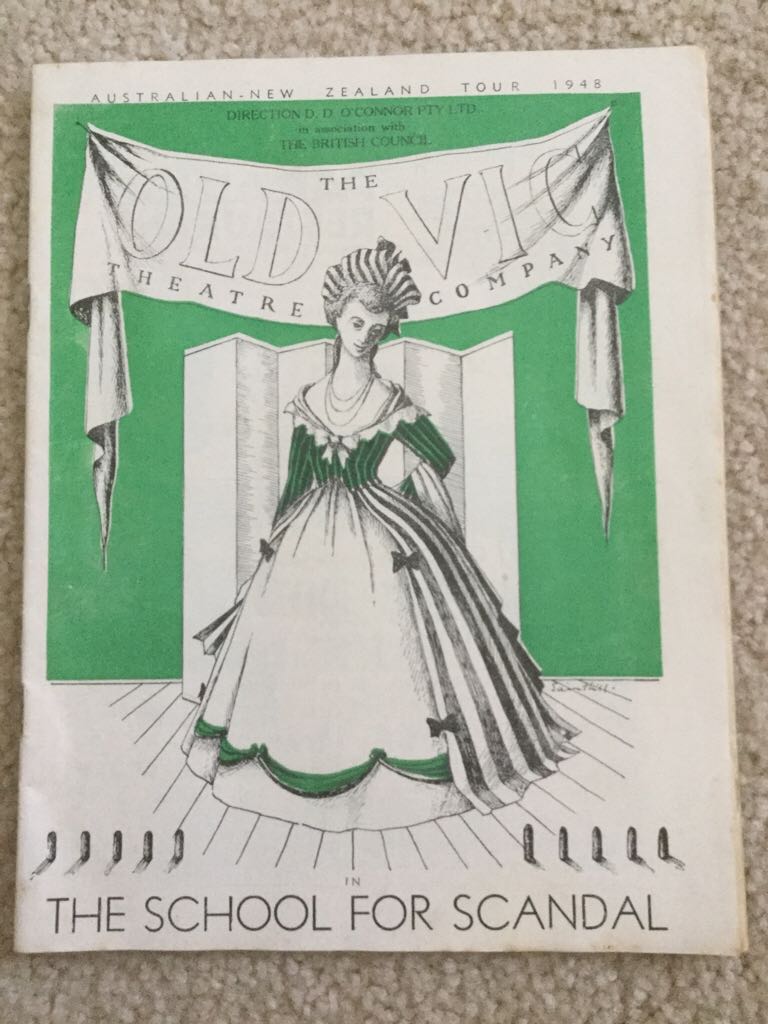 AUSTRALIAN-NEW ZEALAND TOUR 1948
DIRECTION D. D. O'CONNOR PTY LTD.
in association with
THE BRITISH COUNCIL
THE
OLD VIC
THEATRE COMPANY
IN
THE SCHOOL FOR SCANDAL